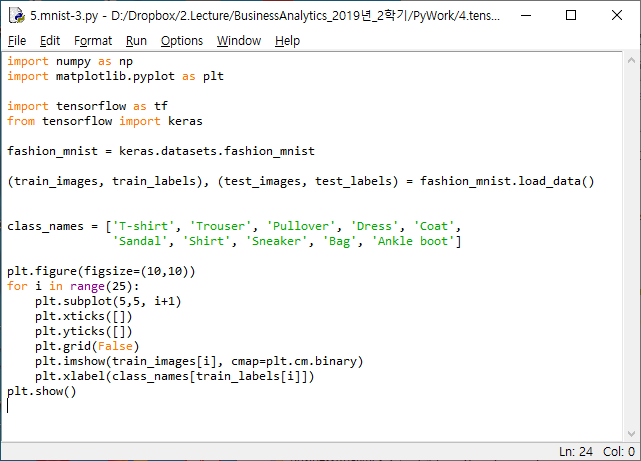 5.mnist-3.py - D:/Dropbox/2.Lecture/BusinessAnalytics_2019년_2학기/PyWork/4.tens...
File Edit Format Run Options Window Help
import numpy as np
import matplotlib.pyplot as plt
import tensorflow as tf
from tensorflow import keras
fashion_mnist = keras.datasets.fashion_mnist
(train_images, train_labels), (test_images, test_labels) = fashion_mnist.load_data()
class_names = ['T-shirt', 'Trouser', 'Pullover', 'Dress', 'Coat',
'Sandal', 'Shirt', 'Sneaker', 'Bag', 'Ankle boot']
plt.figure(figsize=(10,10))
for i in range(25):
    plt.subplot(5,5, i+1)
    plt.xticks([])
    plt.yticks([])
    plt.grid(False)
    plt.imshow(train_images[i], cmap=plt.cm.binary)
    plt.xlabel(class_names[train_labels[i]])
plt.show()
Ln: 24 Col: 0